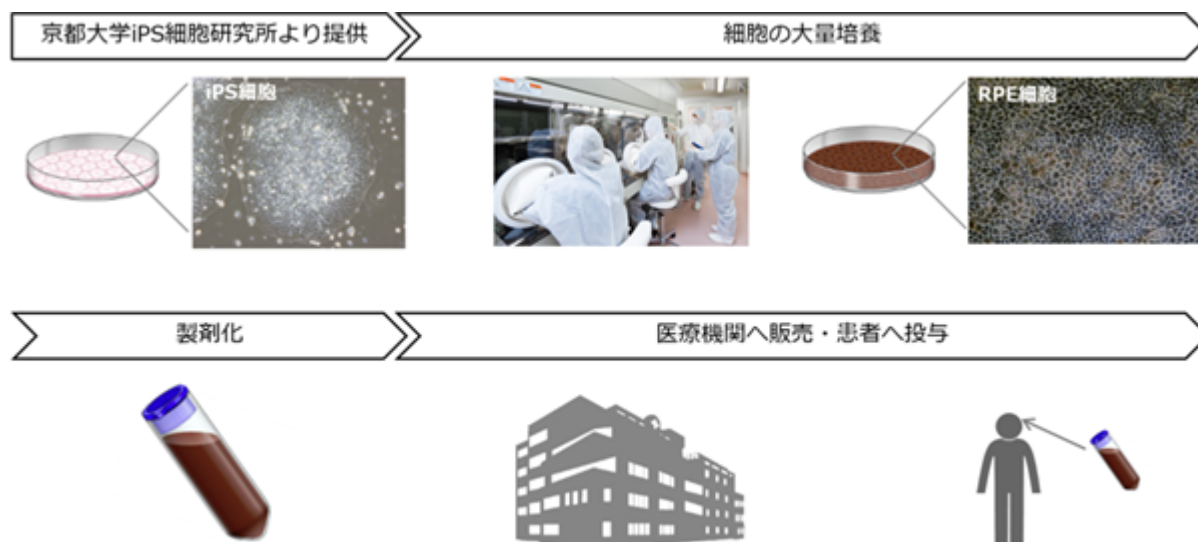 京都大学iPS細胞研究所より提供
細胞の大量培養
iPS細胞
RPE細胞
製剤化
医療機関へ販売・患者へ投与